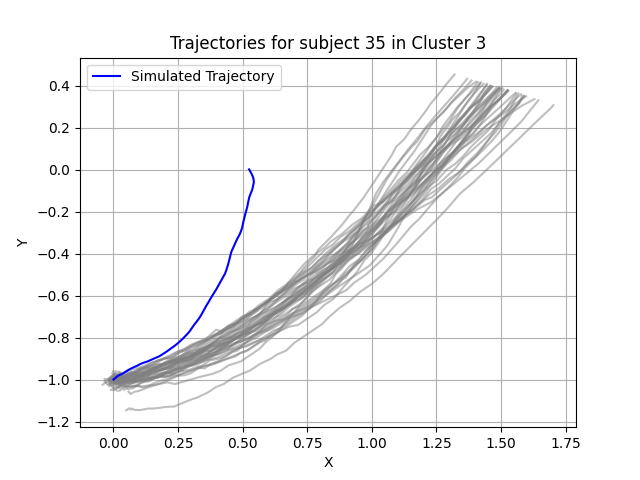 Trajectories for subject 35 in Cluster 3
Simulated Trajectory
Y
0.4
0.2
0.0
−0.2
−0.4
−0.6
−0.8
−1.0
−1.2
0.00 0.25 0.50 0.75 1.00 1.25 1.50 1.75
X